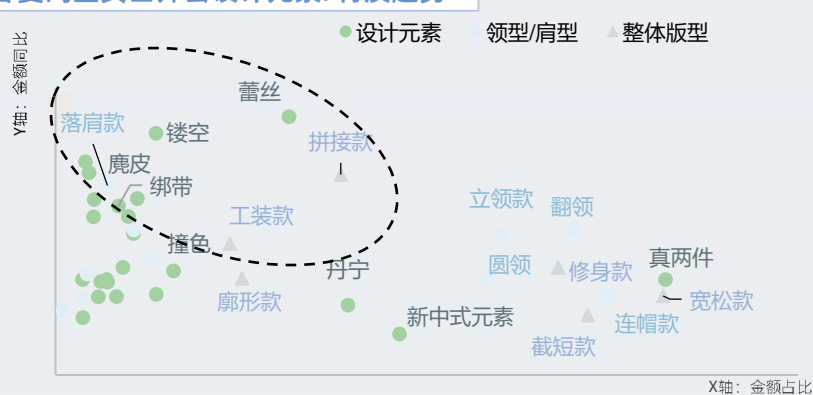 设计元素 领型/肩型 整体版型
Y轴：金额同比
蕾丝
落肩款
镂空
拼接款
麂皮
绑带
立领款
翻领
工装款
撞色
真两件
丹宁
圆领
修身款
廓形款
宽松款
新中式元素
连帽款
截短款
X轴：金额占比